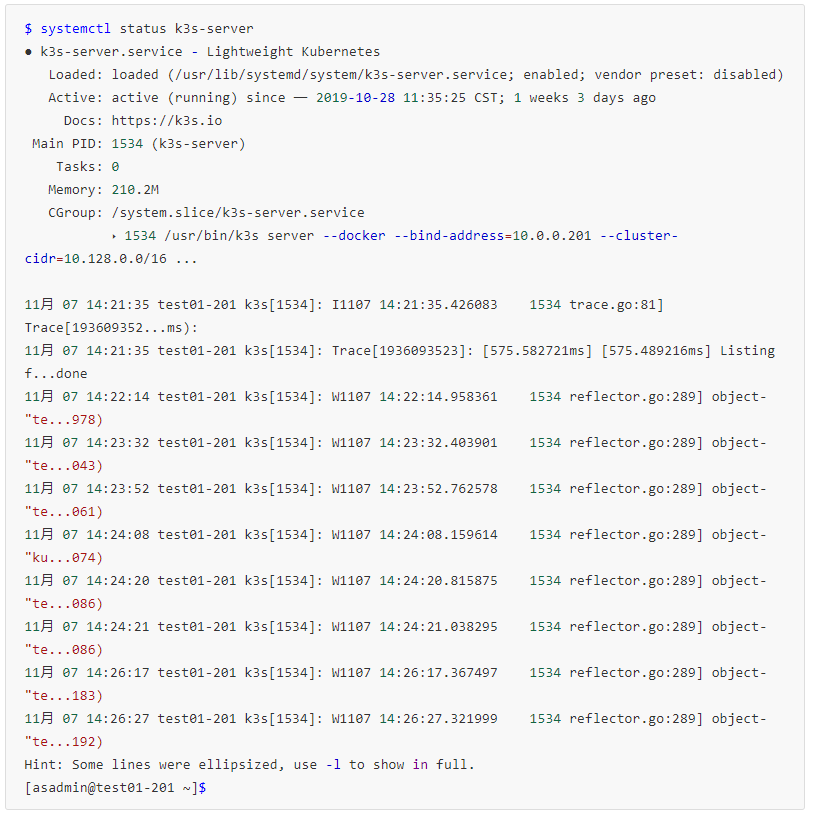 $ systemctl status k3s-server
● k3s-server.service - Lightweight Kubernetes
Loaded: loaded (/usr/lib/systemd/system/k3s-server.service; enabled; vendor preset: disabled)
Active: active (running) since 一 2019-10-28 11:35:25 CST; 1 weeks 3 days ago
Docs: https://k3s.io
Main PID: 1534 (k3s-server)
Tasks: 0
Memory: 210.2M
CGroup: /system.slice/k3s-server.service
‣ 1534 /usr/bin/k3s server --docker --bind-address=10.0.0.201 --cluster-
cidr=10.128.0.0/16 ...
11月 07 14:21:35 test01-201 k3s[1534]: I1107 14:21:35.426083    1534 trace.go:81]
Trace[193609352...ms):
11月 07 14:21:35 test01-201 k3s[1534]: Trace[1936093523]: [575.582721ms] [575.489216ms] Listing
f...done
11月 07 14:22:14 test01-201 k3s[1534]: W1107 14:22:14.958361    1534 reflector.go:289] object-
"te...978)
11月 07 14:23:32 test01-201 k3s[1534]: W1107 14:23:32.403901    1534 reflector.go:289] object-
"te...043)
11月 07 14:23:52 test01-201 k3s[1534]: W1107 14:23:52.762578    1534 reflector.go:289] object-
"te...061)
11月 07 14:24:08 test01-201 k3s[1534]: W1107 14:24:08.159614    1534 reflector.go:289] object-
"ku...074)
11月 07 14:24:20 test01-201 k3s[1534]: W1107 14:24:20.815875    1534 reflector.go:289] object-
"te...086)
11月 07 14:24:21 test01-201 k3s[1534]: W1107 14:24:21.038295    1534 reflector.go:289] object-
"te...086)
11月 07 14:26:17 test01-201 k3s[1534]: W1107 14:26:17.367497    1534 reflector.go:289] object-
"te...183)
11月 07 14:26:27 test01-201 k3s[1534]: W1107 14:26:27.321999    1534 reflector.go:289] object-
"te...192)
Hint: Some lines were ellipsized, use -l to show in full.
[asadmin@test01-201 ~]$